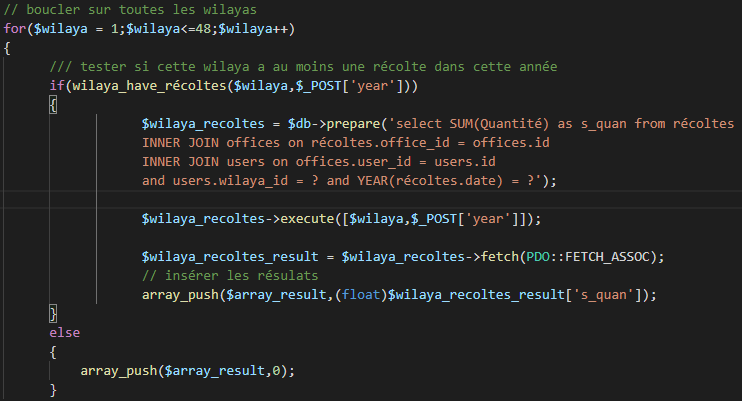 // boucler sur toutes les wilayas
for($wilaya = 1;$wilaya<=48;$wilaya++)
{
/// tester si cette wilaya a au moins une récolte dans cette année
if(wilaya_have_récoltes($wilaya,$_POST['year']))
{
$wilaya_recoltes = $db->prepare('select SUM(Quantité) as s_quan from récoltes
INNER JOIN offices on récoltes.office_id = offices.id
INNER JOIN users on offices.user_id = users.id
and users.wilaya_id = ? and YEAR(récoltes.date) = ?');
$wilaya_recoltes->execute([$wilaya,$_POST['year']]);
$wilaya_recoltes_result = $wilaya_recoltes->fetch(PDO::FETCH_ASSOC);
// insérer les résulats
array_push($array_result,(float)$wilaya_recoltes_result['s_quan']);
}
else
{
array_push($array_result,0);
}